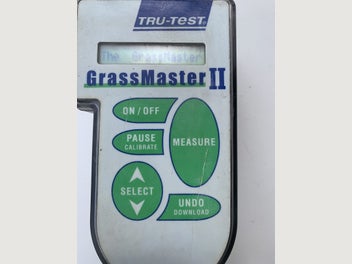 TRU-TEST
The GrassMaster
GrassMaster II
ON / OFF
PAUSE
CALIBRATE
MEASURE
SELECT
UNDO
DOWNLOAD